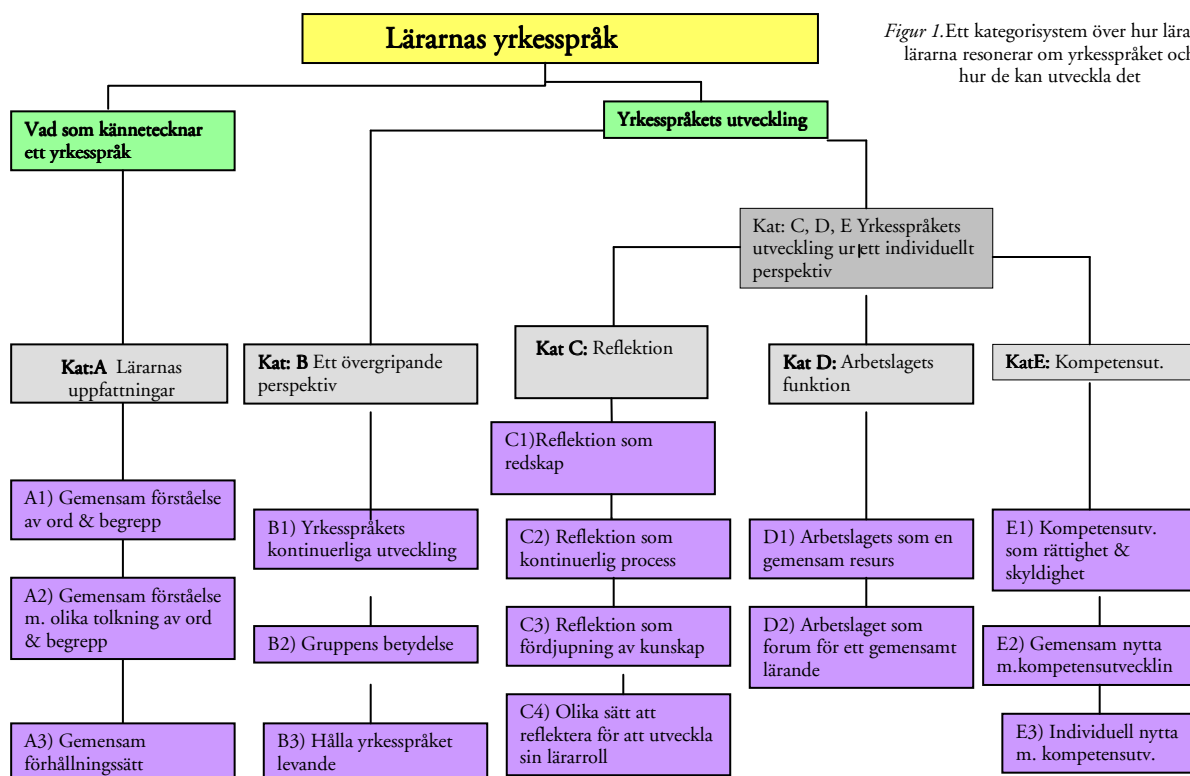 Lärarnas yrkesspråk
Figur 1.Ett kategorisystem över hur lära
lärarna resonerar om yrkesspråket och
hur de kan utveckla det
Vad som kännetecknar
ett yrkesspråk
Yrkesspråkets utveckling
Kat: C, D, E Yrkesspråkets
utveckling ur ett individuellt
perspektiv
Kat:A Lärarnas
uppfattningar
Kat: B Ett övergripande
perspektiv
Kat C: Reflektion
Kat D: Arbetslagets
funktion
KatE: Kompetensut.
A1) Gemensam förståelse
av ord & begrepp
A2) Gemensam förståelse
m. olika tolkning av ord
& begrepp
A3) Gemensam
förhållningssätt
B1) Yrkesspråkets
kontinuerliga utveckling
B2) Gruppens betydelse
B3) Hålla yrkesspråket
levande
C1)Reflektion som
redskap
C2) Reflektion som
kontinuerlig process
C3) Reflektion som
fördjupning av kunskap
C4) Olika sätt att
reflektera för att utveckla
sin lärarroll
D1) Arbetslagets som en
gemensam resurs
D2) Arbetslaget som
forum för ett gemensamt
lärande
E1) Kompetensutv.
som rättighet &
skyldighet
E2) Gemensam nytta
m.kompetensutvecklin
E3) Individuell nytta
m. kompetensutv.